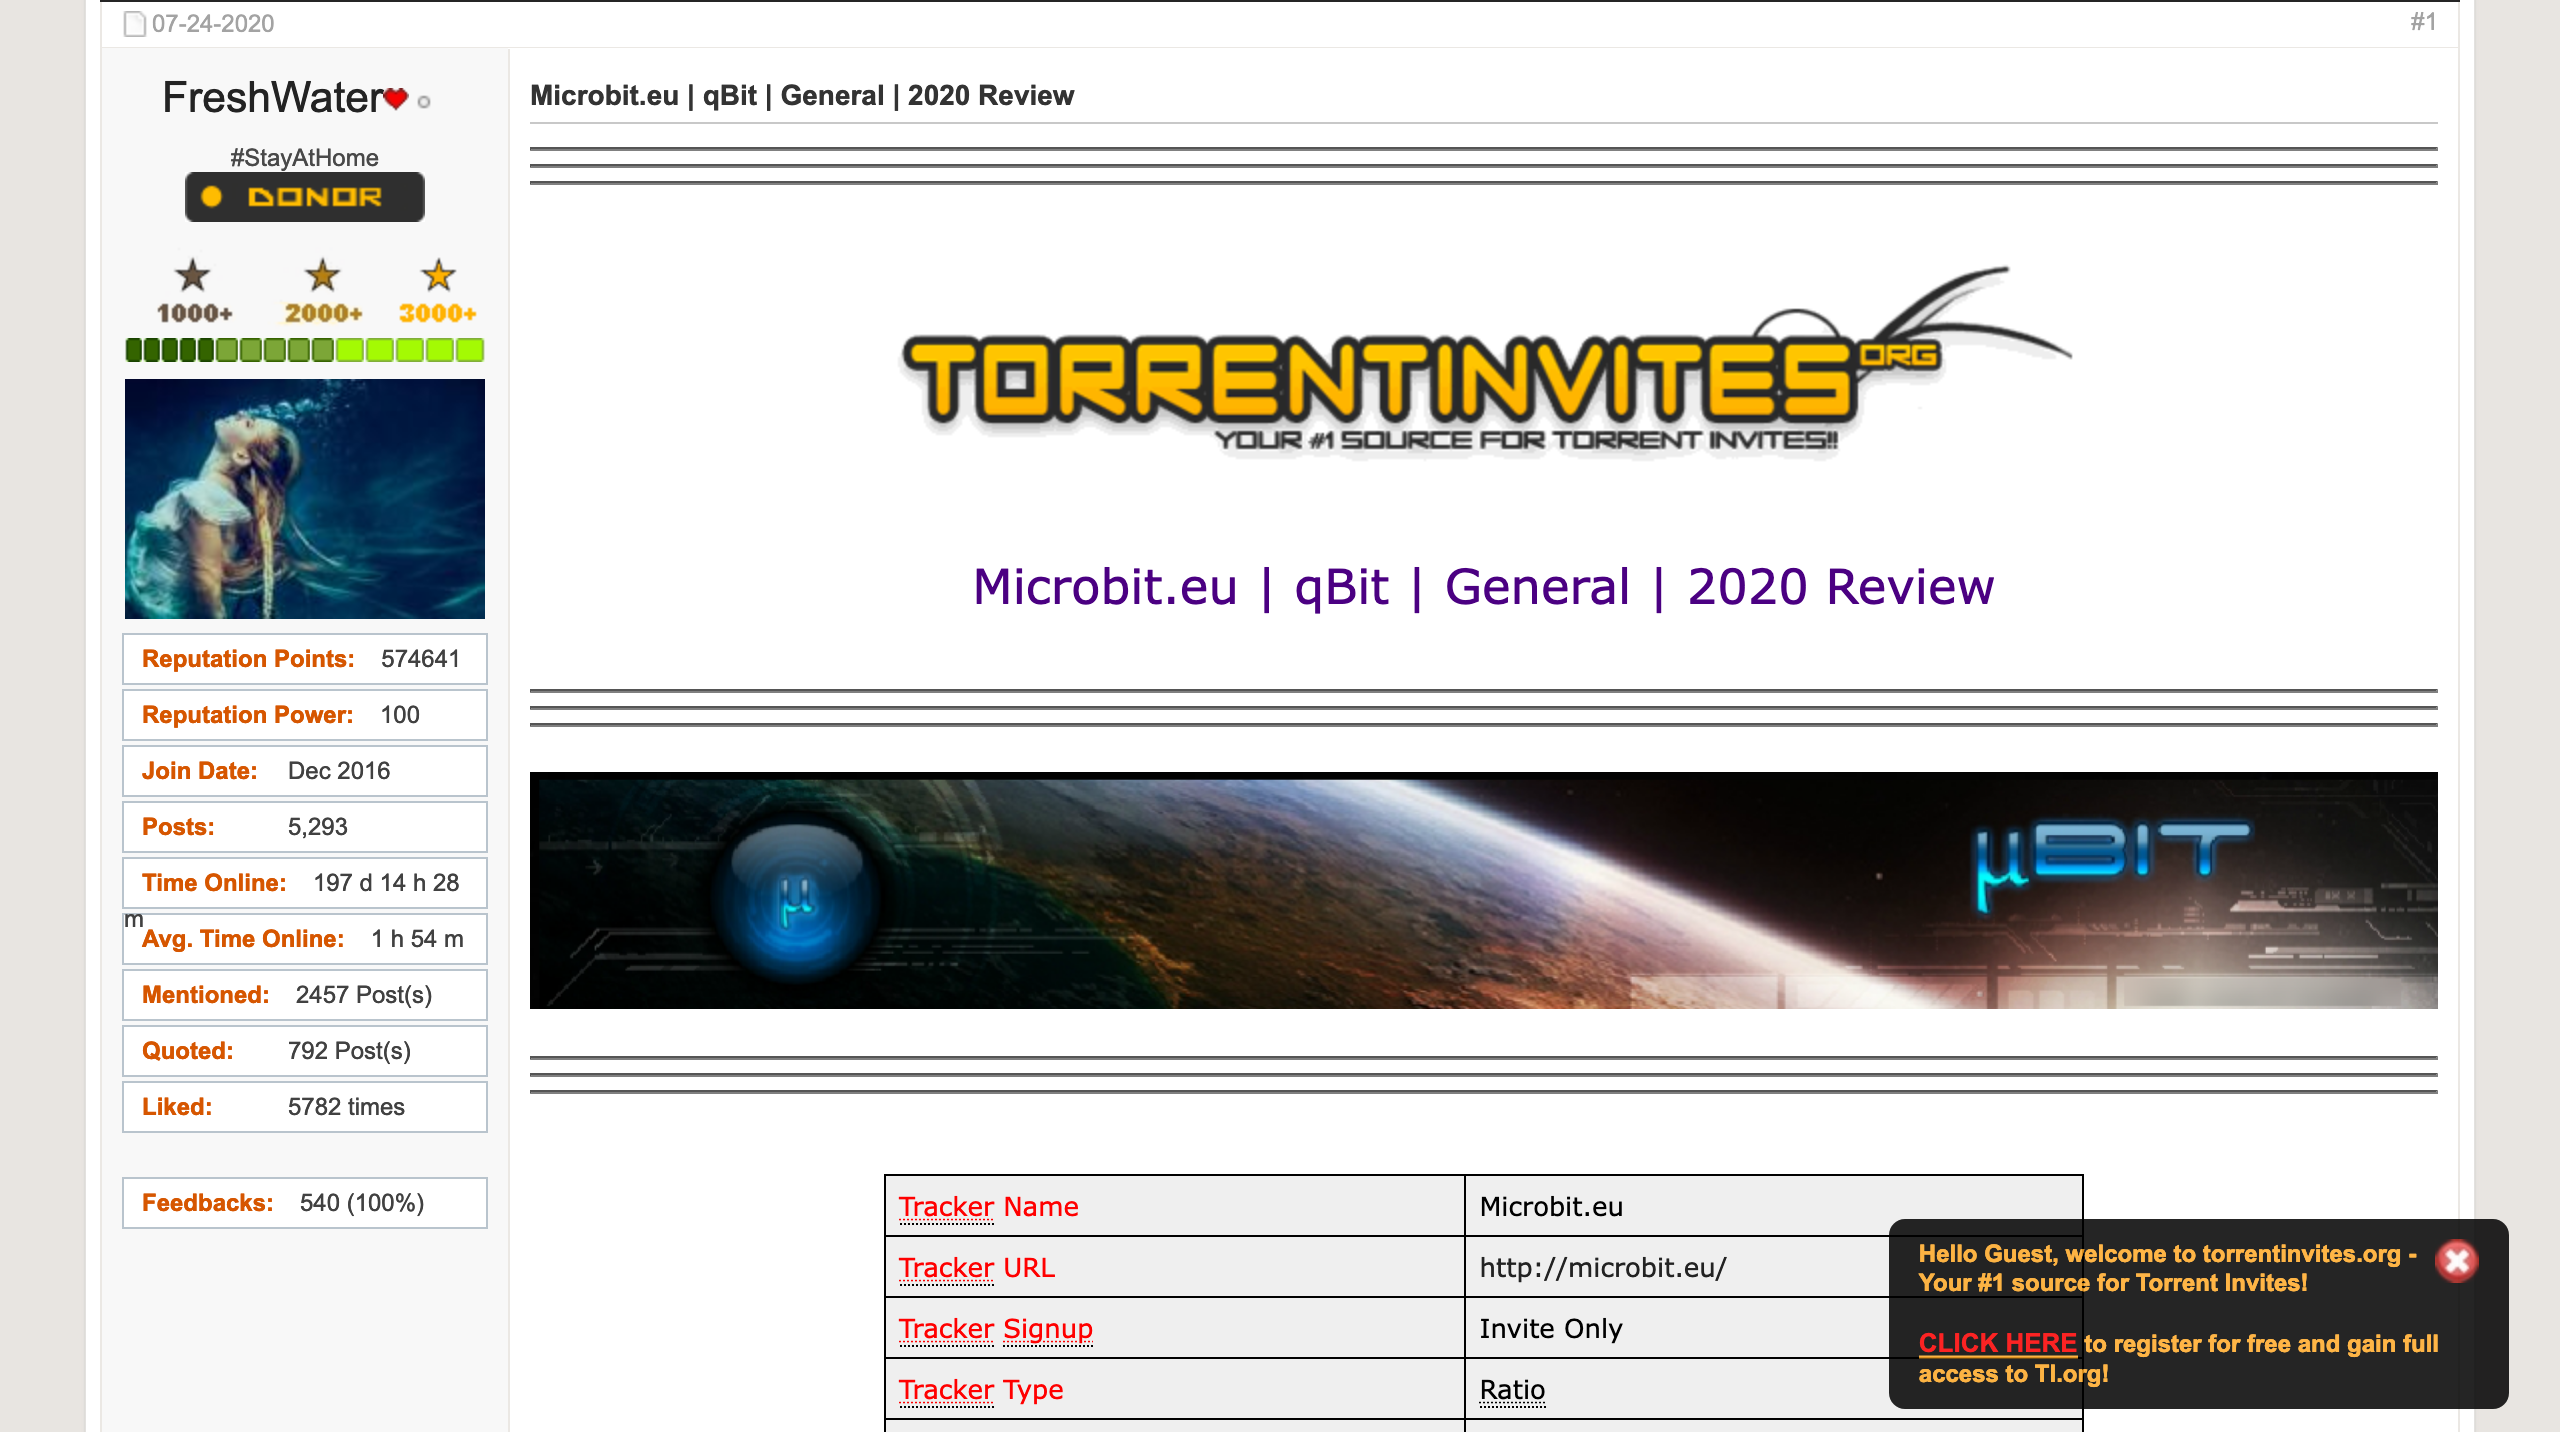 07-24-2020
#1
FreshWater
#StayAtHome
DONOR
1000+ 2000+ 3000+
Reputation Points: 574641
Reputation Power: 100
Join Date: Dec 2016
Posts: 5,293
Time Online: 197 d 14 h 28
m
Avg. Time Online: 1 h 54 m
Mentioned: 2457 Post(s)
Quoted: 792 Post(s)
Liked: 5782 times
Feedbacks: 540 (100%)
Microbit.eu | qBit | General | 2020 Review
TORRENTINVITES ORG
YOUR #1 SOURCE FOR TORRENT INVITES!!
Microbit.eu | qBit | General | 2020 Review
µ
µBIT
Tracker Name Microbit.eu
Tracker URL http://microbit.eu/
Tracker Signup Invite Only
Tracker Type Ratio
Hello Guest, welcome to torrentinvites.org -
Your #1 source for Torrent Invites!
CLICK HERE to register for free and gain full
access to TI.org!